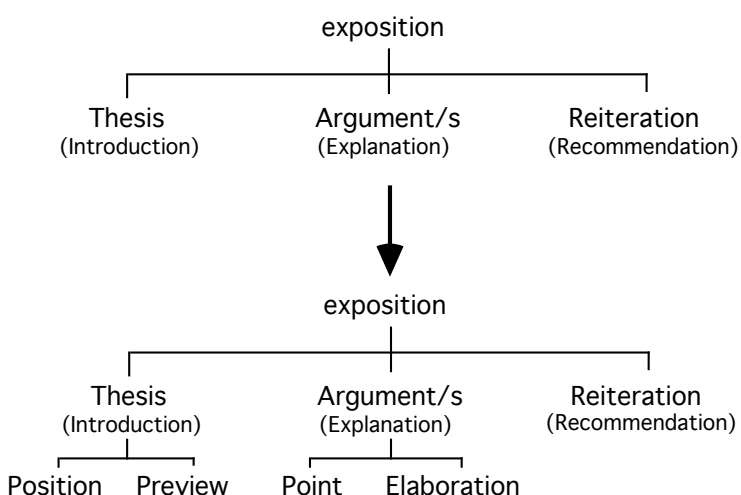 exposition
Thesis Argument/s Reiteration
(Introduction) (Explanation) (Recommendation)
exposition
Thesis Argument/s Reiteration
(Introduction) (Explanation) (Recommendation)
Position Preview Point Elaboration